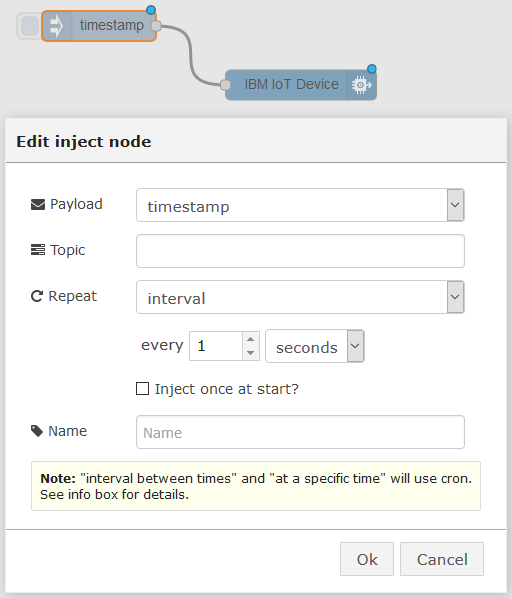 timestamp
IBM IoT Device
Edit inject node
Payload
timestamp
Topic
Repeat
interval
every 1 seconds
Inject once at start?
Name
Name
Note: "interval between times" and "at a specific time" will use cron.
See info box for details.
Ok Cancel